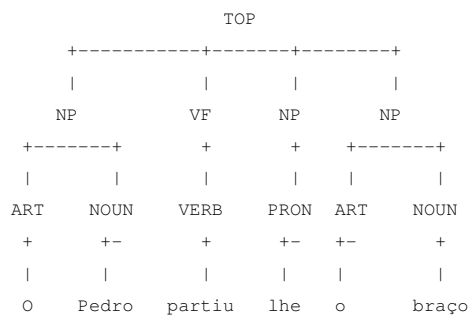 TOP
NP VF NP NP
ART NOUN VERB PRON ART NOUN
O Pedro partiu lhe o braço